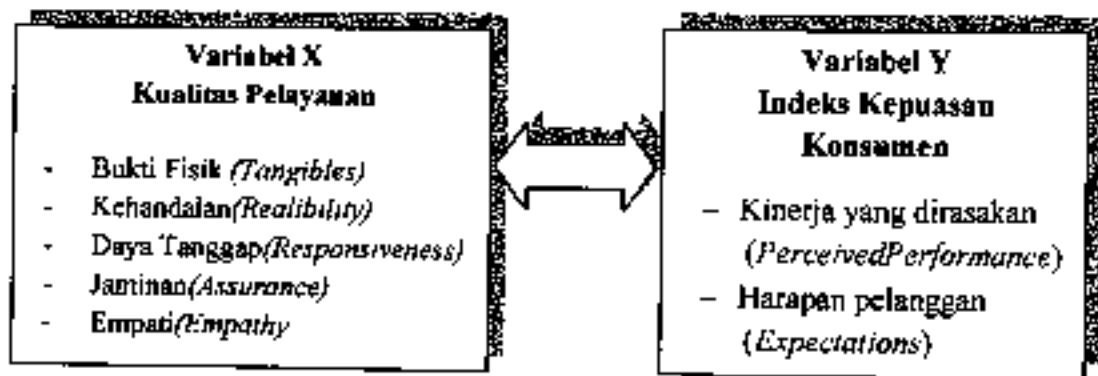 Variabel X
Kualitas Pelayanan
- Bukti Fisik (Tangibles)
- Kehandalan(Realibility)
- Daya Tanggap(Responsiveness)
- Jaminan(Assurance)
- Empati(Empathy
Variabel Y
Indeks Kepuasan
Konsumen
– Kinerja yang dirasakan
(PerceivedPerformance)
– Harapan pelanggan
(Expectations)